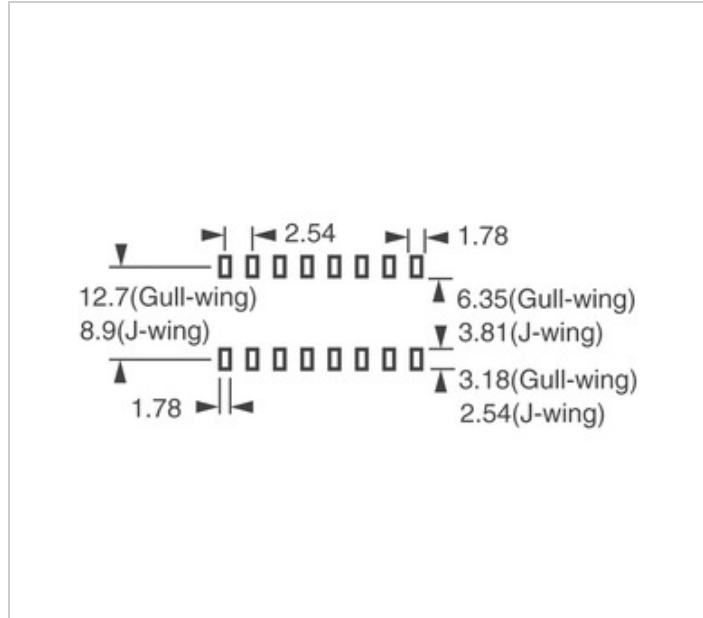 2.54
1.78
12.7(Gull-wing)
8.9(J-wing)
6.35(Gull-wing)
3.81(J-wing)
1.78
3.18(Gull-wing)
2.54(J-wing)